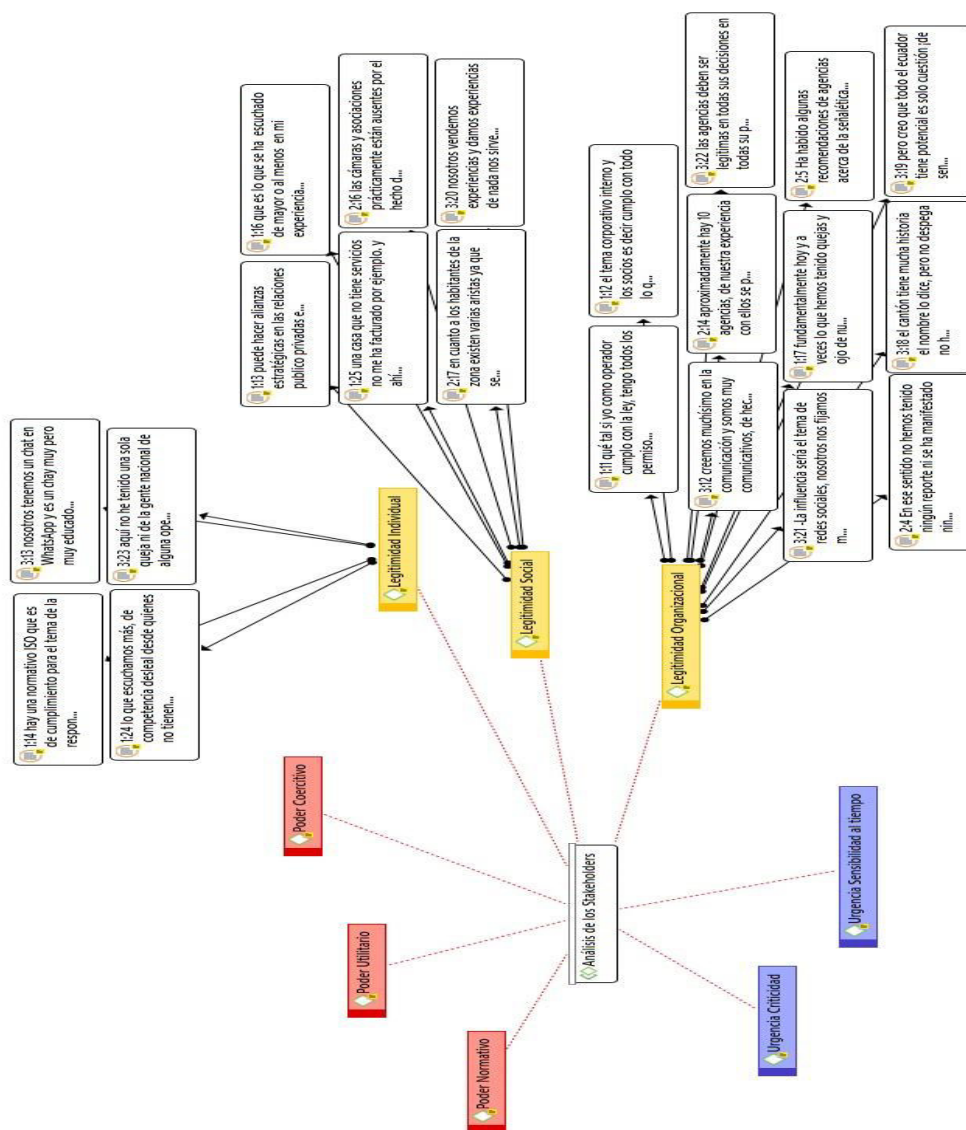 1:14 hay una normativo ISO que es
de cumplimiento para el tema de la
respon...
3:13 nosotros tenemos un chat en
WhatsApp y es un chay muy pero
muy educado...
1:24 lo que escuchamos más, de
competencia desleal desde quienes
no tienen...
3:23 aquí no he tenido una sola
queja ni de la gente nacional de
alguna ope...
1:13 puede hacer alianzas
estratégicas en las relaciones
publico privadas e...
1:16 que es lo que se ha escuchado
de mayor o al menos en mi
experiencia...
Poder Coercitivo
1:25 una casa que no tiene servicios
no me ha facturado por ejemplo. y
ahí...
2:16 las cámaras y asociaciones
prácticamente están ausentes por el
hecho d...
Poder Utilitario
Legitimidad Individual
2:17 en cuanto a los habitantes de la
zona existen varias aristas ya que
se...
3:20 nosotros vendemos
experiencias y damos experiencias
de nada nos sirve...
Poder Normativo
Legitimidad Social
Análisis de los Stakeholders
1:11 qué tal si yo como operador
cumplo con la ley, tengo todos los
permiso...
1:12 el tema corporativo interno y
los socios es decir cumplo con todo
lo q...
Legitimidad Organizacional
3:12 creemos muchísimo en la
comunicación y somos muy
comunicativos, de hec...
2:14 aproximadamente hay 10
agencias, de nuestra experiencia
con ellos se p...
3:22 las agencias deben ser
legítimas en todas sus decisiones en
todas su p...
Urgencia Criticidad
3:21 -La influencia sería el tema de
redes sociales, nosotros nos fijamos
m...
1:17 fundamentalmente hoy y a
veces lo que hemos tenido quejas y
ojo de nu...
2:5 Ha habido algunas
recomendaciones de agencias
acerca de la señalética...
Urgencia Sensibilidad al tiempo
2:4 En ese sentido no hemos tenido
ningún reporte ni se ha manifestado
nin...
3:18 el cantón tiene mucha historia
el nombre lo dice, pero no despega
no h...
3:19 pero creo que todo el ecuador
tiene potencial es solo cuestión ¡de
sen...